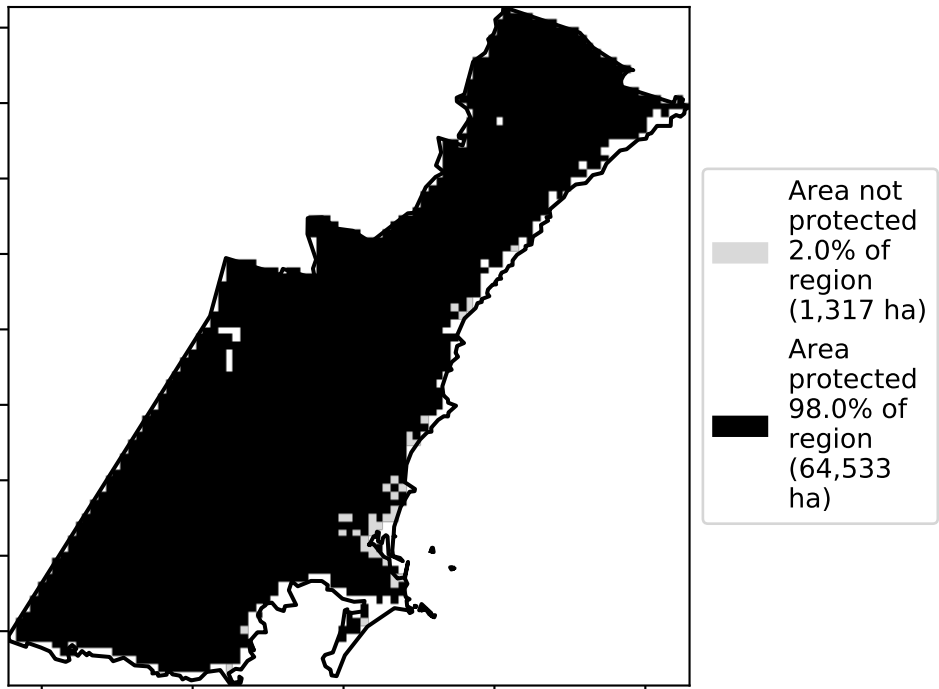 Area not
protected
2.0% of
region
(1,317 ha)
Area
protected
98.0% of
region
(64,533
ha)